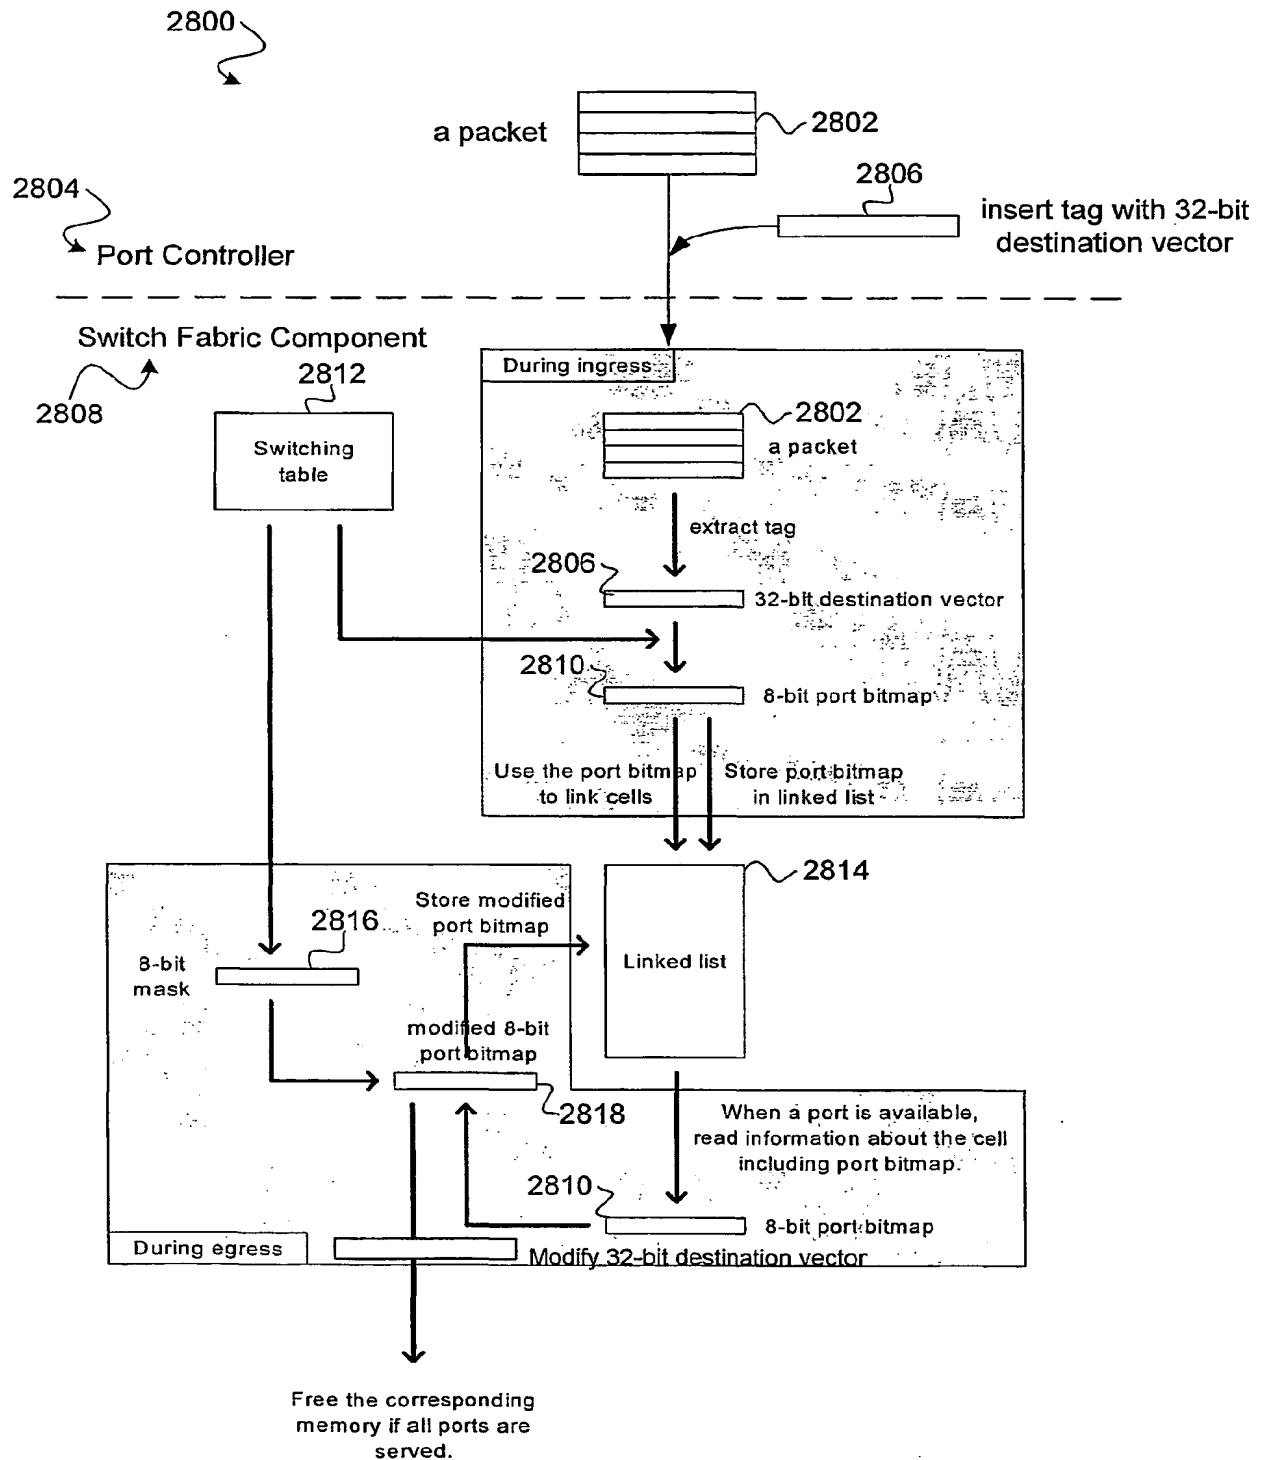 2800
a packet
2802
2804
2806
insert tag with 32-bit
destination vector
Port Controller
Switch Fabric Component
2808
2812
Switching
table
During ingress
2802
a packet
extract tag
2806
32-bit destination vector
2810
8-bit port bitmap
Use the port bitmap
to link cells
Store port bitmap
in linked list
2814
Linked list
Store modified
port bitmap
2816
8-bit
mask
modified 8-bit
port bitmap
2818
When a port is available,
read information about the cell
including port bitmap.
2810
8-bit port bitmap
During egress
Modify 32-bit destination vector
Free the corresponding
memory if all ports are
served.